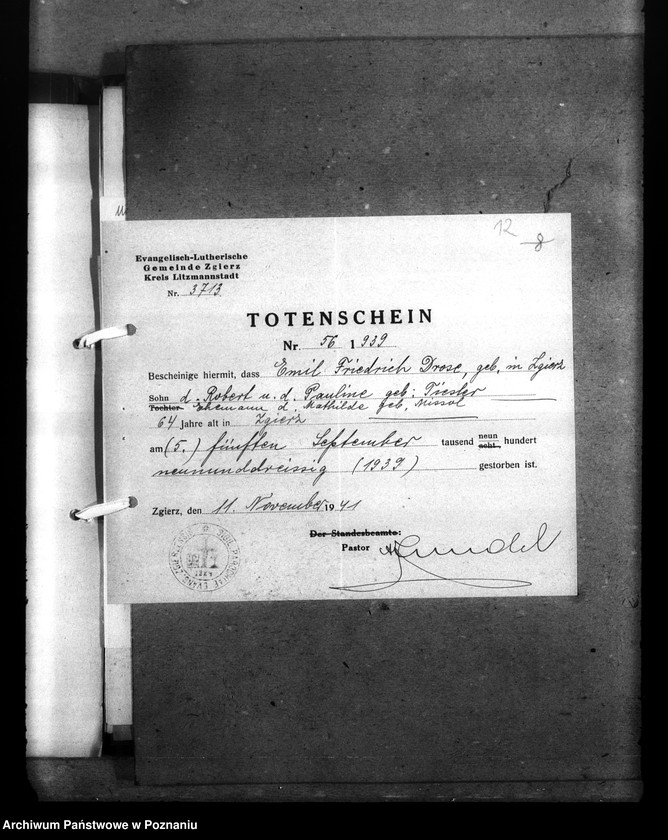 12
8
Evangelisch-Lutherische
Gemeinde Zgierz
Kreis Litzmannstadt
Nr. 3713
TOTENSCHEIN
Nr. 56 1939
Bescheinige hiermit, dass Emil Friedrich Drose, geb. in Zgierz
Sohn d. Robert u. d. Pauline geb. Tiesler
Tochter Ehemann d. Mathilde geb. Missol
64 Jahre alt in Zgierz
am (5.) fünften September tausend neun acht hundert
neununddreissig (1939) gestorben ist.
Zgierz, den 11. November 1941
Der Standesbeamte:
Pastor
Archiwum Państwowe w Poznaniu